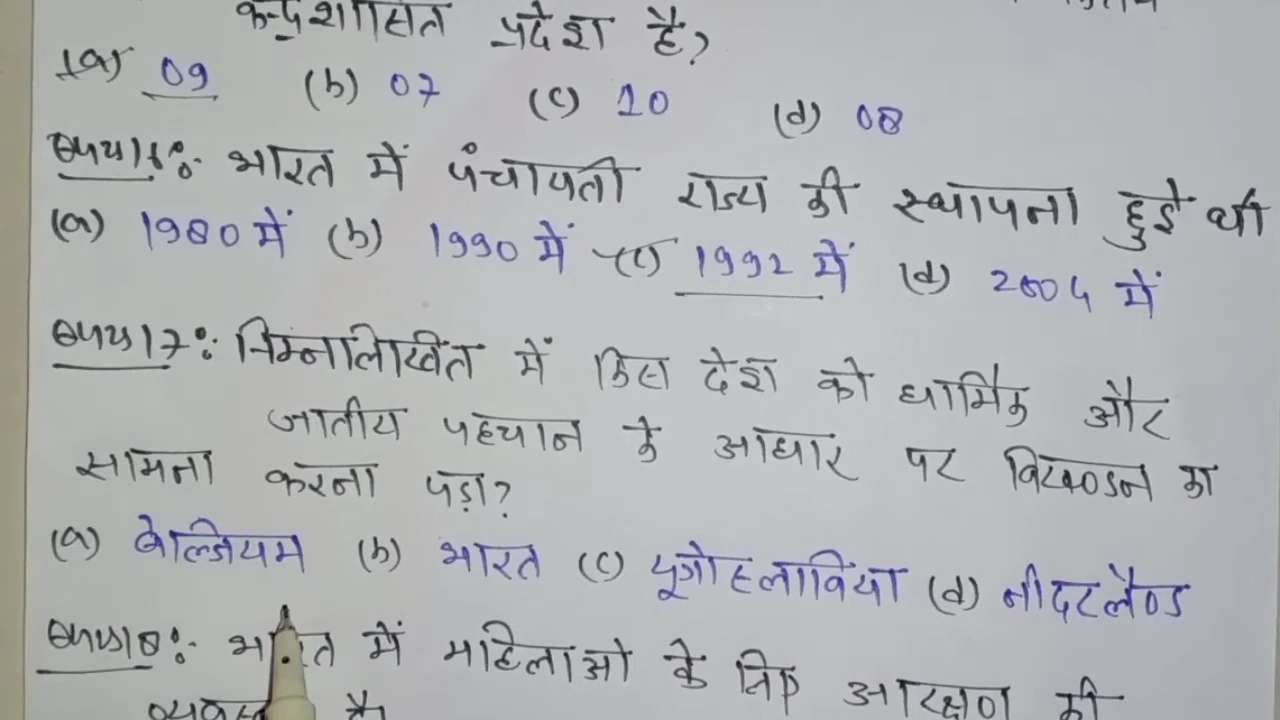 केन्द्रशासित प्रदेश है?
(a) 09 (b) 07 (c) 10 (d) 08
प्रश्न16:- भारत में पंचायती राज्य की स्थापना हुई थी
(a) 1980 में (b) 1990 में (c) 1992 में (d) 2004 में
प्रश्न17:- निम्नलिखित में किस देश को धार्मिक और
जातीय पहचान के आधार पर विखण्डन का
सामना करना पड़ा?
(a) बेल्जियम (b) भारत (c) यूगोस्लाविया (d) नीदरलैण्ड
प्रश्न18:- भारत में महिलाओ के लिए आरक्षण की
व्यवस्था है